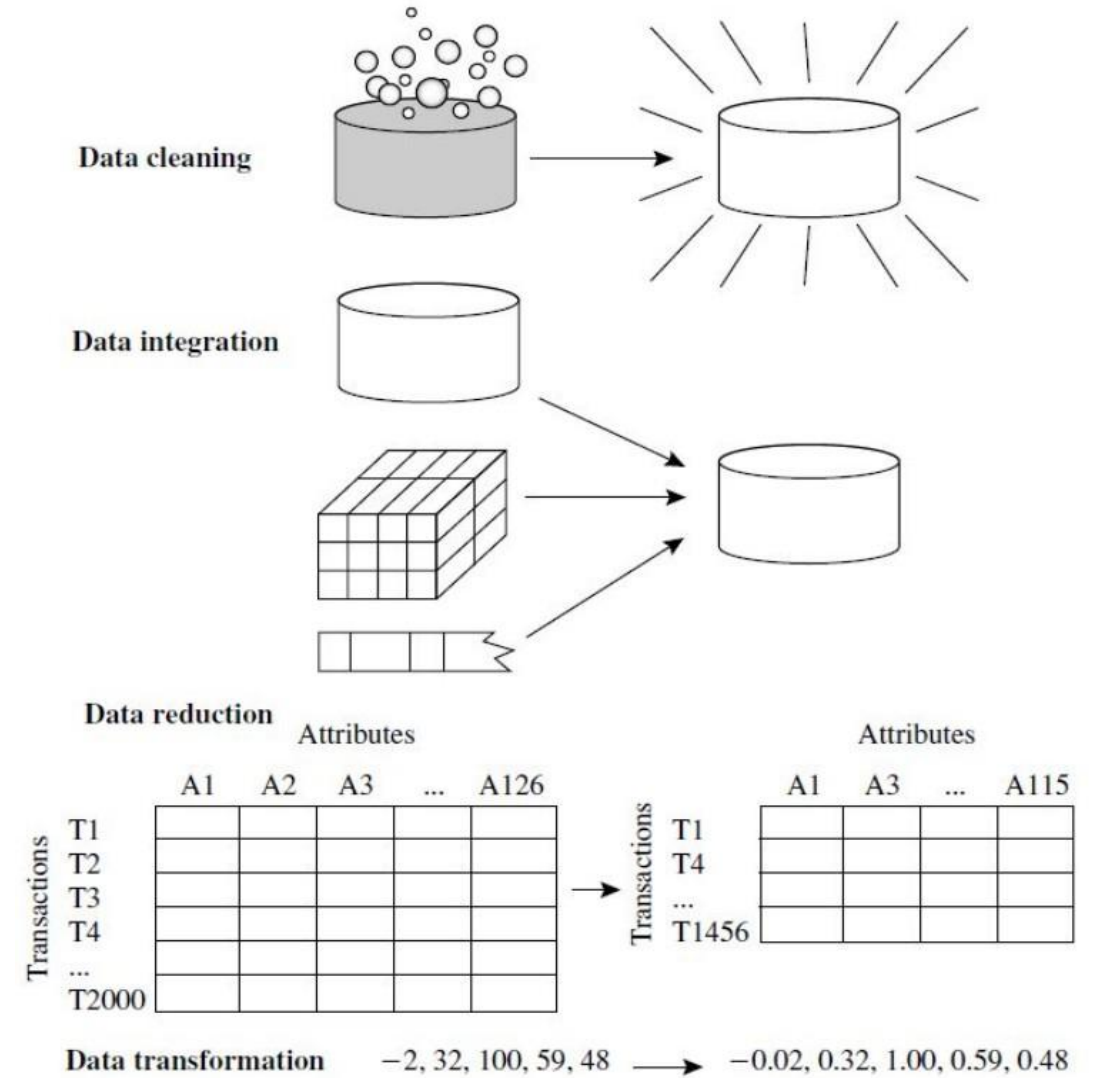 Data cleaning
Data integration
Data reduction
Attributes
A1 A2 A3 ... A126
Transactions
T1
T2
T3
T4
...
T2000
Attributes
A1 A3 ... A115
Transactions
T1
T4
...
T1456
Data transformation −2, 32, 100, 59, 48 −0.02, 0.32, 1.00, 0.59, 0.48